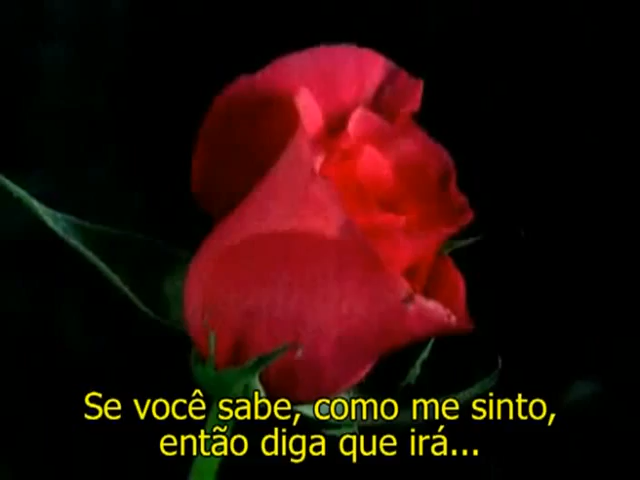 Se você sabe, como me sinto,
então diga que irá...